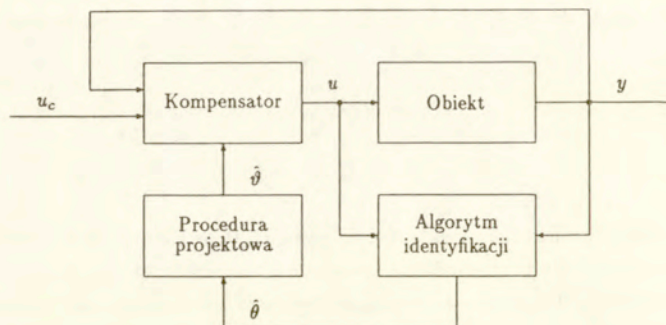 u_c
Kompensator
u
Obiekt
y
ϑ̂
Procedura
projektowa
Algorytm
identyfikacji
θ̂